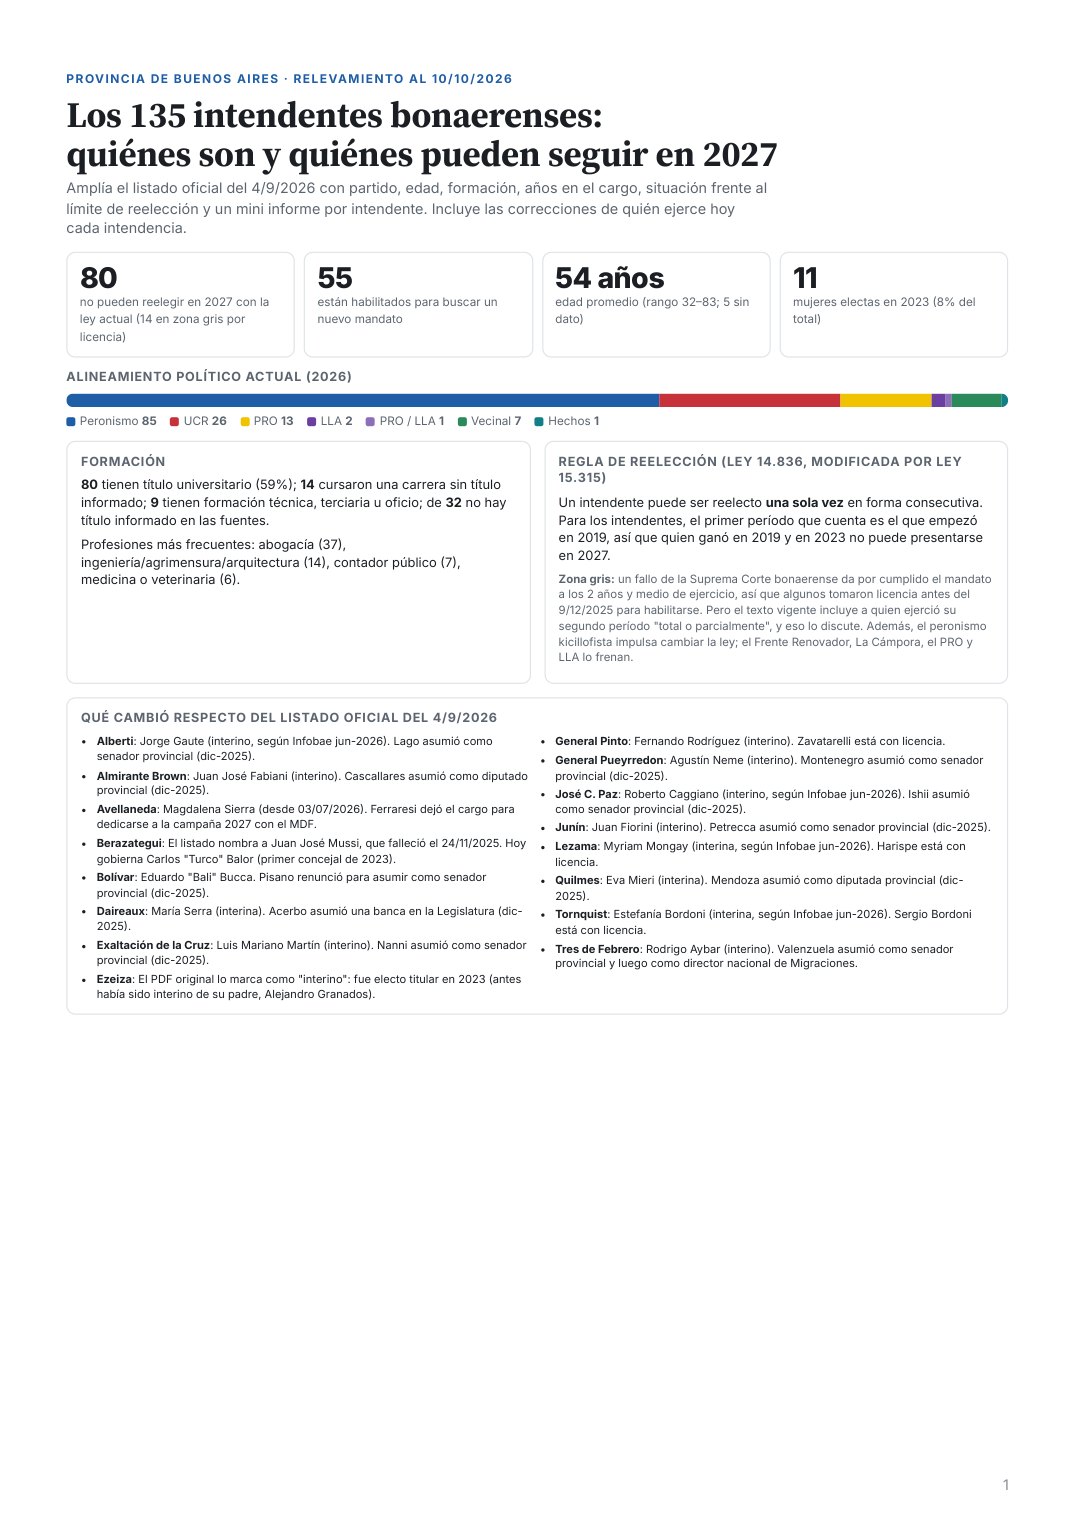 PROVINCIA DE BUENOS AIRES · RELEVAMIENTO AL 10/10/2026
Los 135 intendentes bonaerenses:
quiénes son y quiénes pueden seguir en 2027
Amplía el listado oficial del 4/9/2026 con partido, edad, formación, años en el cargo, situación frente al
límite de reelección y un mini informe por intendente. Incluye las correcciones de quién ejerce hoy
cada intendencia.
80
no pueden reelegir en 2027 con la
ley actual (14 en zona gris por
licencia)
55
están habilitados para buscar un
nuevo mandato
54 años
edad promedio (rango 32–83; 5 sin
dato)
11
mujeres electas en 2023 (8% del
total)
ALINEAMIENTO POLÍTICO ACTUAL (2026)
Peronismo 85 UCR 26 PRO 13 LLA 2 PRO / LLA 1 Vecinal 7 Hechos 1
FORMACIÓN
80 tienen título universitario (59%); 14 cursaron una carrera sin título
informado; 9 tienen formación técnica, terciaria u oficio; de 32 no hay
título informado en las fuentes.
Profesiones más frecuentes: abogacía (37),
ingeniería/agrimensura/arquitectura (14), contador público (7),
medicina o veterinaria (6).
REGLA DE REELECCIÓN (LEY 14.836, MODIFICADA POR LEY
15.315)
Un intendente puede ser reelecto una sola vez en forma consecutiva.
Para los intendentes, el primer período que cuenta es el que empezó
en 2019, así que quien ganó en 2019 y en 2023 no puede presentarse
en 2027.
Zona gris: un fallo de la Suprema Corte bonaerense da por cumplido el mandato
a los 2 años y medio de ejercicio, así que algunos tomaron licencia antes del
9/12/2025 para habilitarse. Pero el texto vigente incluye a quien ejerció su
segundo período "total o parcialmente", y eso lo discute. Además, el peronismo
kicillofista impulsa cambiar la ley; el Frente Renovador, La Cámpora, el PRO y
LLA lo frenan.
QUÉ CAMBIÓ RESPECTO DEL LISTADO OFICIAL DEL 4/9/2026
• Alberti: Jorge Gaute (interino, según Infobae jun-2026). Lago asumió como
senador provincial (dic-2025).
• Almirante Brown: Juan José Fabiani (interino). Cascallares asumió como diputado
provincial (dic-2025).
• Avellaneda: Magdalena Sierra (desde 03/07/2026). Ferraresi dejó el cargo para
dedicarse a la campaña 2027 con el MDF.
• Berazategui: El listado nombra a Juan José Mussi, que falleció el 24/11/2025. Hoy
gobierna Carlos "Turco" Balor (primer concejal de 2023).
• Bolívar: Eduardo "Bali" Bucca. Pisano renunció para asumir como senador
provincial (dic-2025).
• Daireaux: María Serra (interina). Acerbo asumió una banca en la Legislatura (dic-
2025).
• Exaltación de la Cruz: Luis Mariano Martín (interino). Nanni asumió como senador
provincial (dic-2025).
• Ezeiza: El PDF original lo marca como "interino": fue electo titular en 2023 (antes
había sido interino de su padre, Alejandro Granados).
• General Pinto: Fernando Rodríguez (interino). Zavatarelli está con licencia.
• General Pueyrredon: Agustín Neme (interino). Montenegro asumió como senador
provincial (dic-2025).
• José C. Paz: Roberto Caggiano (interino, según Infobae jun-2026). Ishii asumió
como senador provincial (dic-2025).
• Junín: Juan Fiorini (interino). Petrecca asumió como senador provincial (dic-2025).
• Lezama: Myriam Mongay (interina, según Infobae jun-2026). Harispe está con
licencia.
• Quilmes: Eva Mieri (interina). Mendoza asumió como diputada provincial (dic-
2025).
• Tornquist: Estefanía Bordoni (interina, según Infobae jun-2026). Sergio Bordoni
está con licencia.
• Tres de Febrero: Rodrigo Aybar (interino). Valenzuela asumió como senador
provincial y luego como director nacional de Migraciones.
1